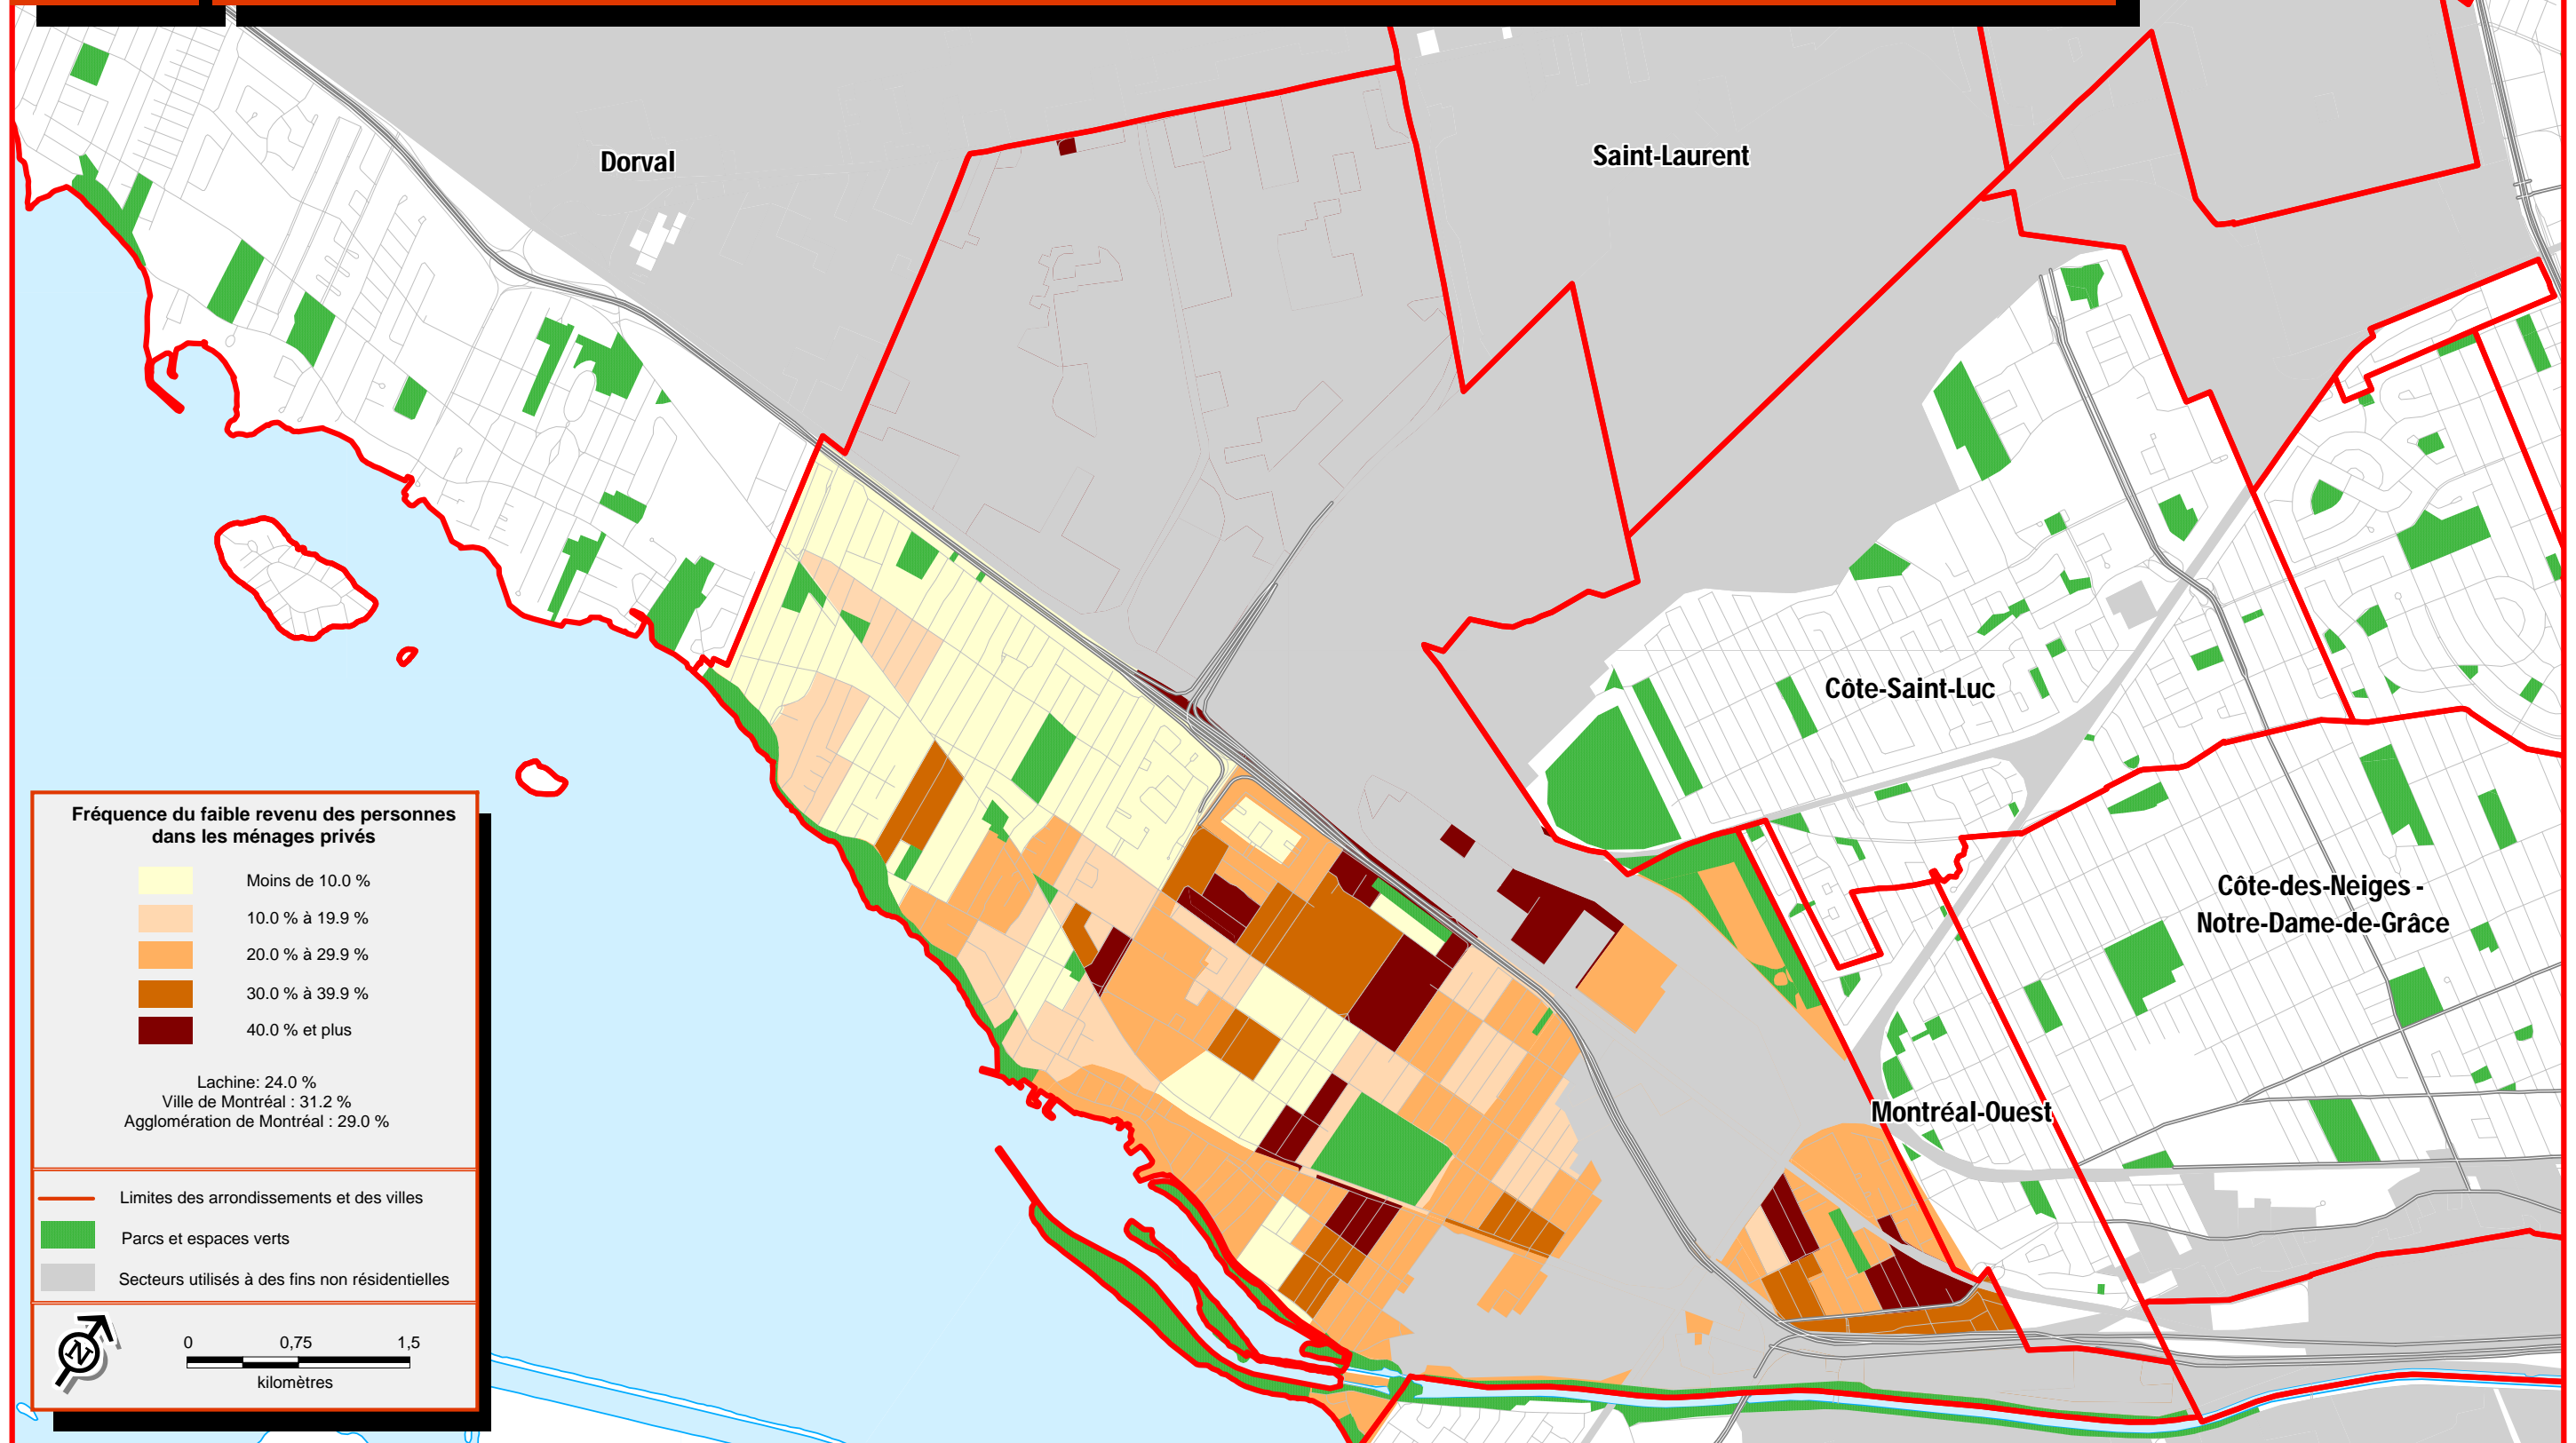 Dorval
Saint-Laurent
Côte-Saint-Luc
Côte-des-Neiges -
Notre-Dame-de-Grâce
Montréal-Ouest
Fréquence du faible revenu des personnes
dans les ménages privés
Moins de 10.0 %
10.0 % à 19.9 %
20.0 % à 29.9 %
30.0 % à 39.9 %
40.0 % et plus
Lachine: 24.0 %
Ville de Montréal : 31.2 %
Agglomération de Montréal : 29.0 %
Limites des arrondissements et des villes
Parcs et espaces verts
Secteurs utilisés à des fins non résidentielles
N
0 0,75 1,5
kilomètres